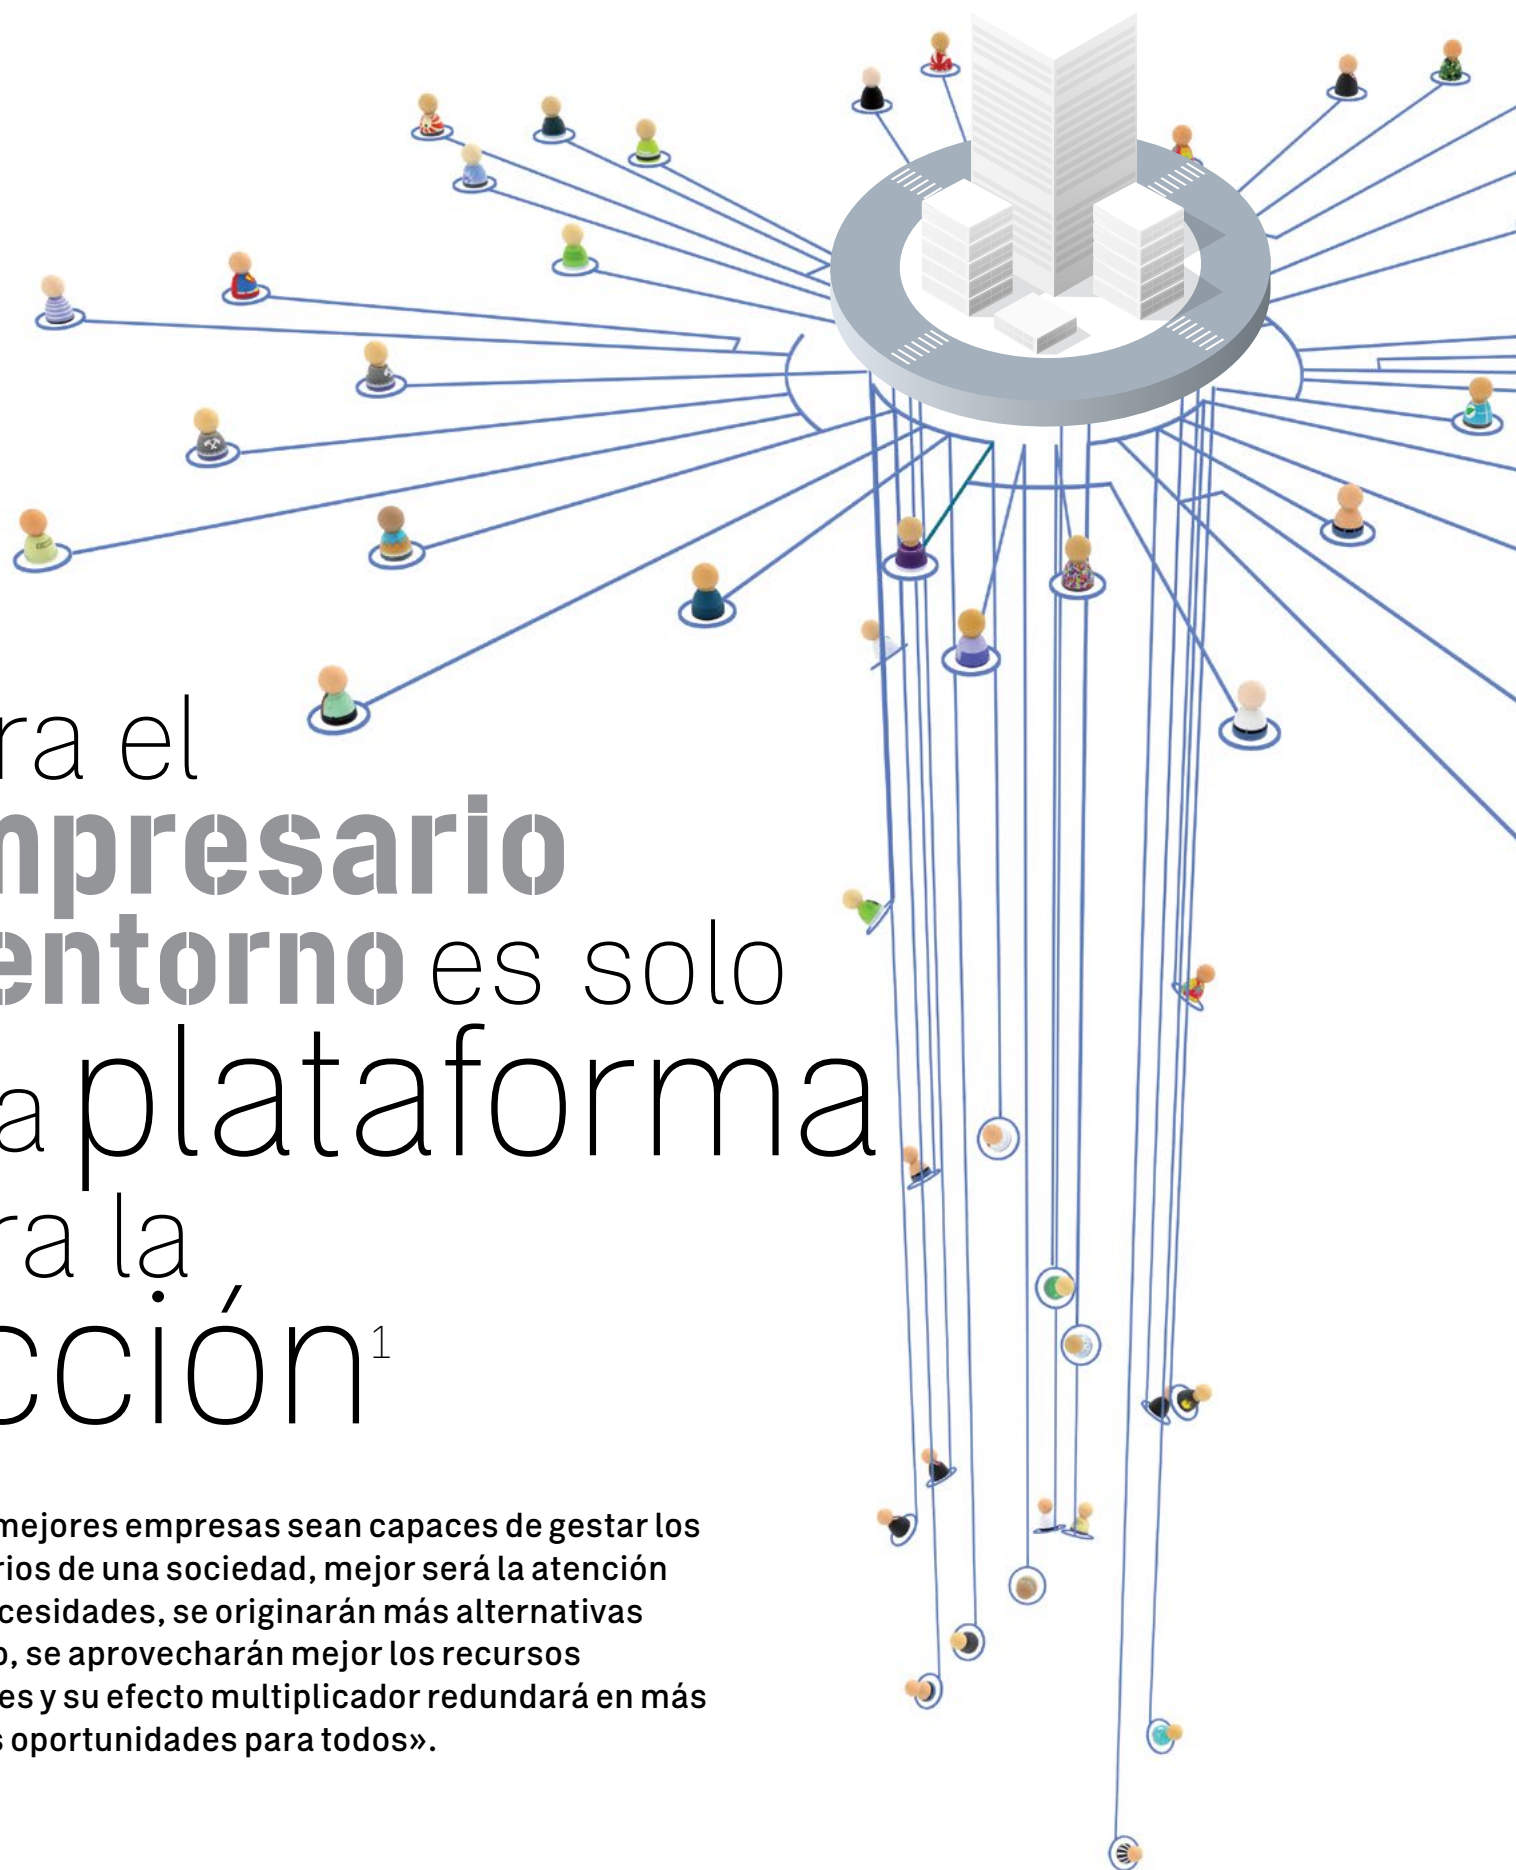 ra el
mpresario
entorno es solo
a plataforma
ra la
cción¹
mejores empresas sean capaces de gestar los
rios de una sociedad, mejor será la atención
cesidades, se originarán más alternativas
o, se aprovecharán mejor los recursos
es y su efecto multiplicador redundará en más
s oportunidades para todos».